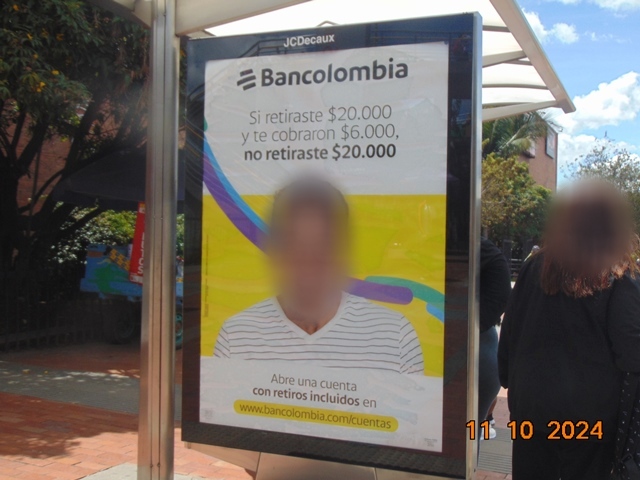 JCDecaux
Bancolombia
Si retiraste $20.000
y te cobraron $6.000,
no retiraste $20.000
Abre una cuenta
con retiros incluidos en
www.bancolombia.com/cuentas
11 10 2024